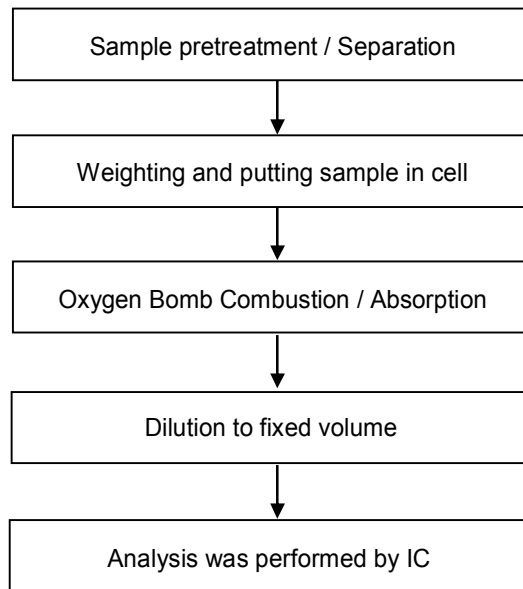 Sample pretreatment / Separation
Weighting and putting sample in cell
Oxygen Bomb Combustion / Absorption
Dilution to fixed volume
Analysis was performed by IC